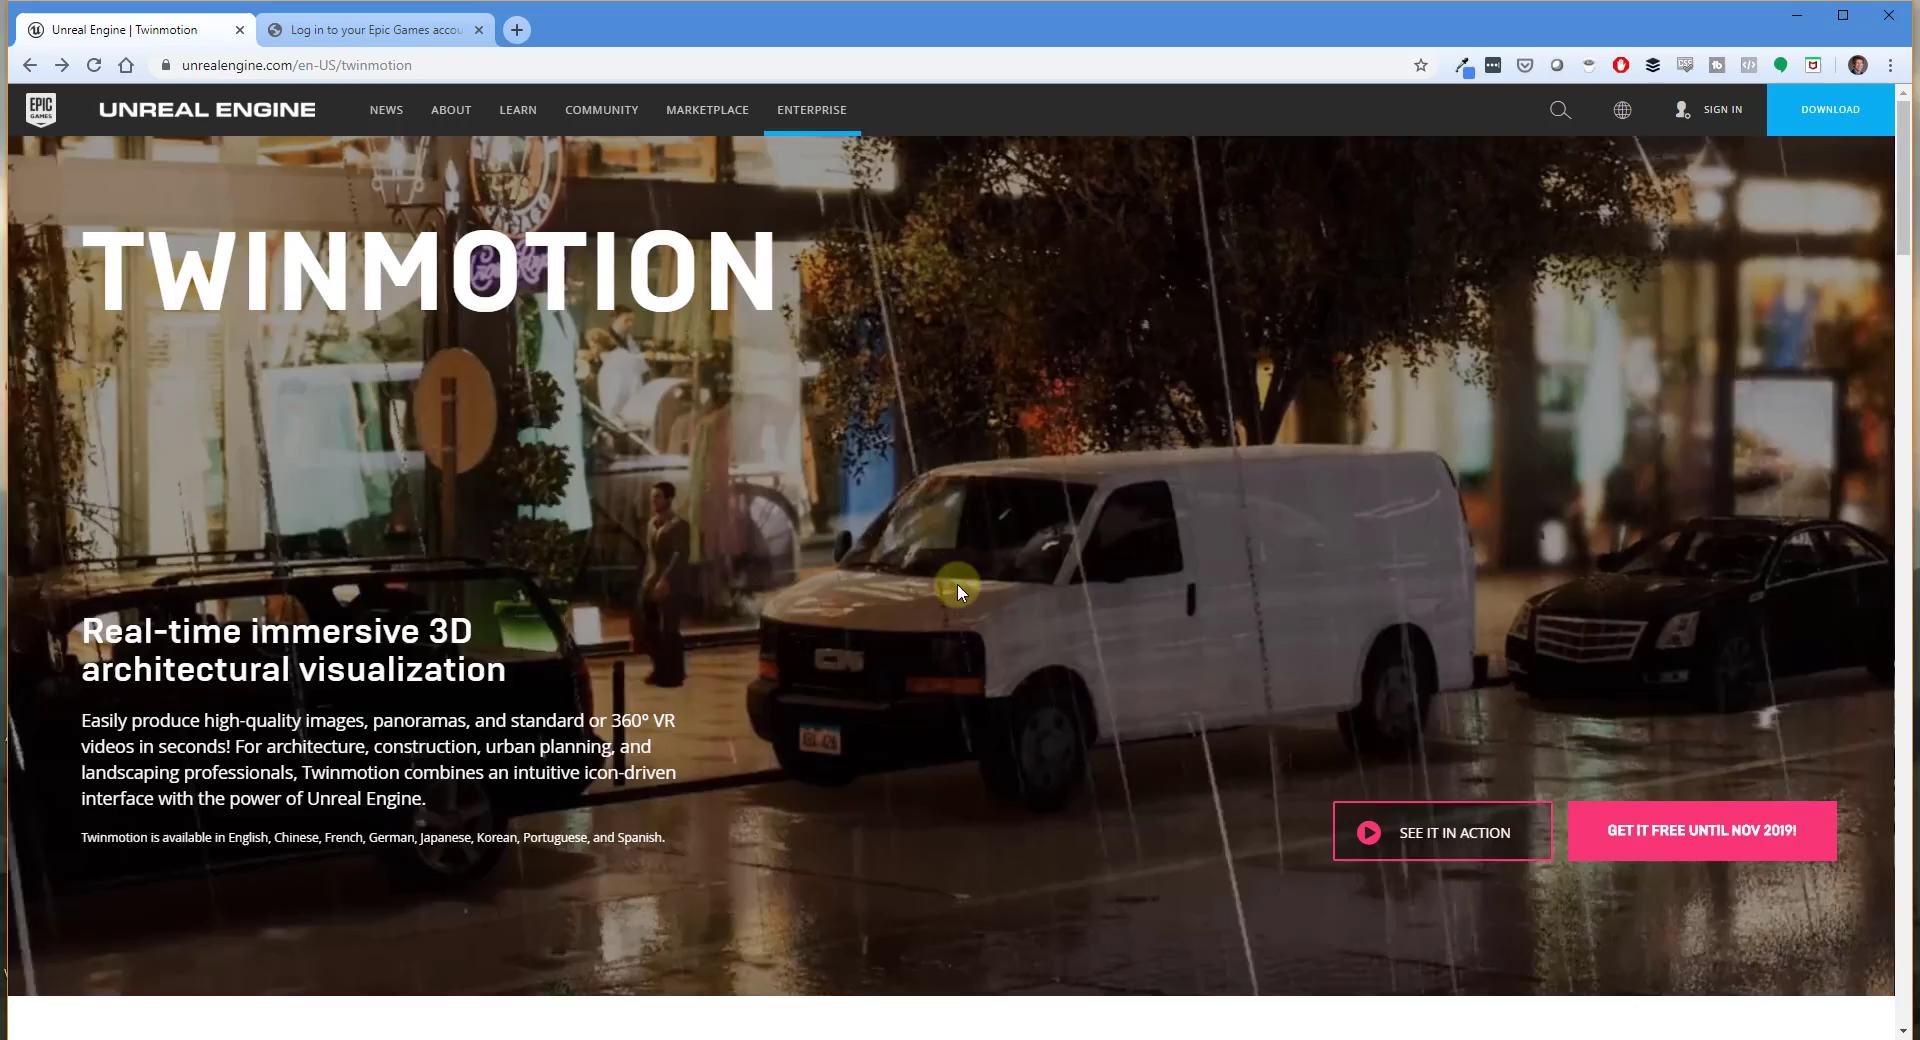 Unreal Engine | Twinmotion
Log in to your Epic Games accou
unrealengine.com/en-US/twinmotion
EPIC
GAMES
UNREAL ENGINE
NEWS
ABOUT
LEARN
COMMUNITY
MARKETPLACE
ENTERPRISE
SIGN IN
DOWNLOAD
TWINMOTION
Real-time immersive 3D
architectural visualization
Easily produce high-quality images, panoramas, and standard or 360° VR
videos in seconds! For architecture, construction, urban planning, and
landscaping professionals, Twinmotion combines an intuitive icon-driven
interface with the power of Unreal Engine.
Twinmotion is available in English, Chinese, French, German, Japanese, Korean, Portuguese, and Spanish.
SEE IT IN ACTION
GET IT FREE UNTIL NOV 2019!